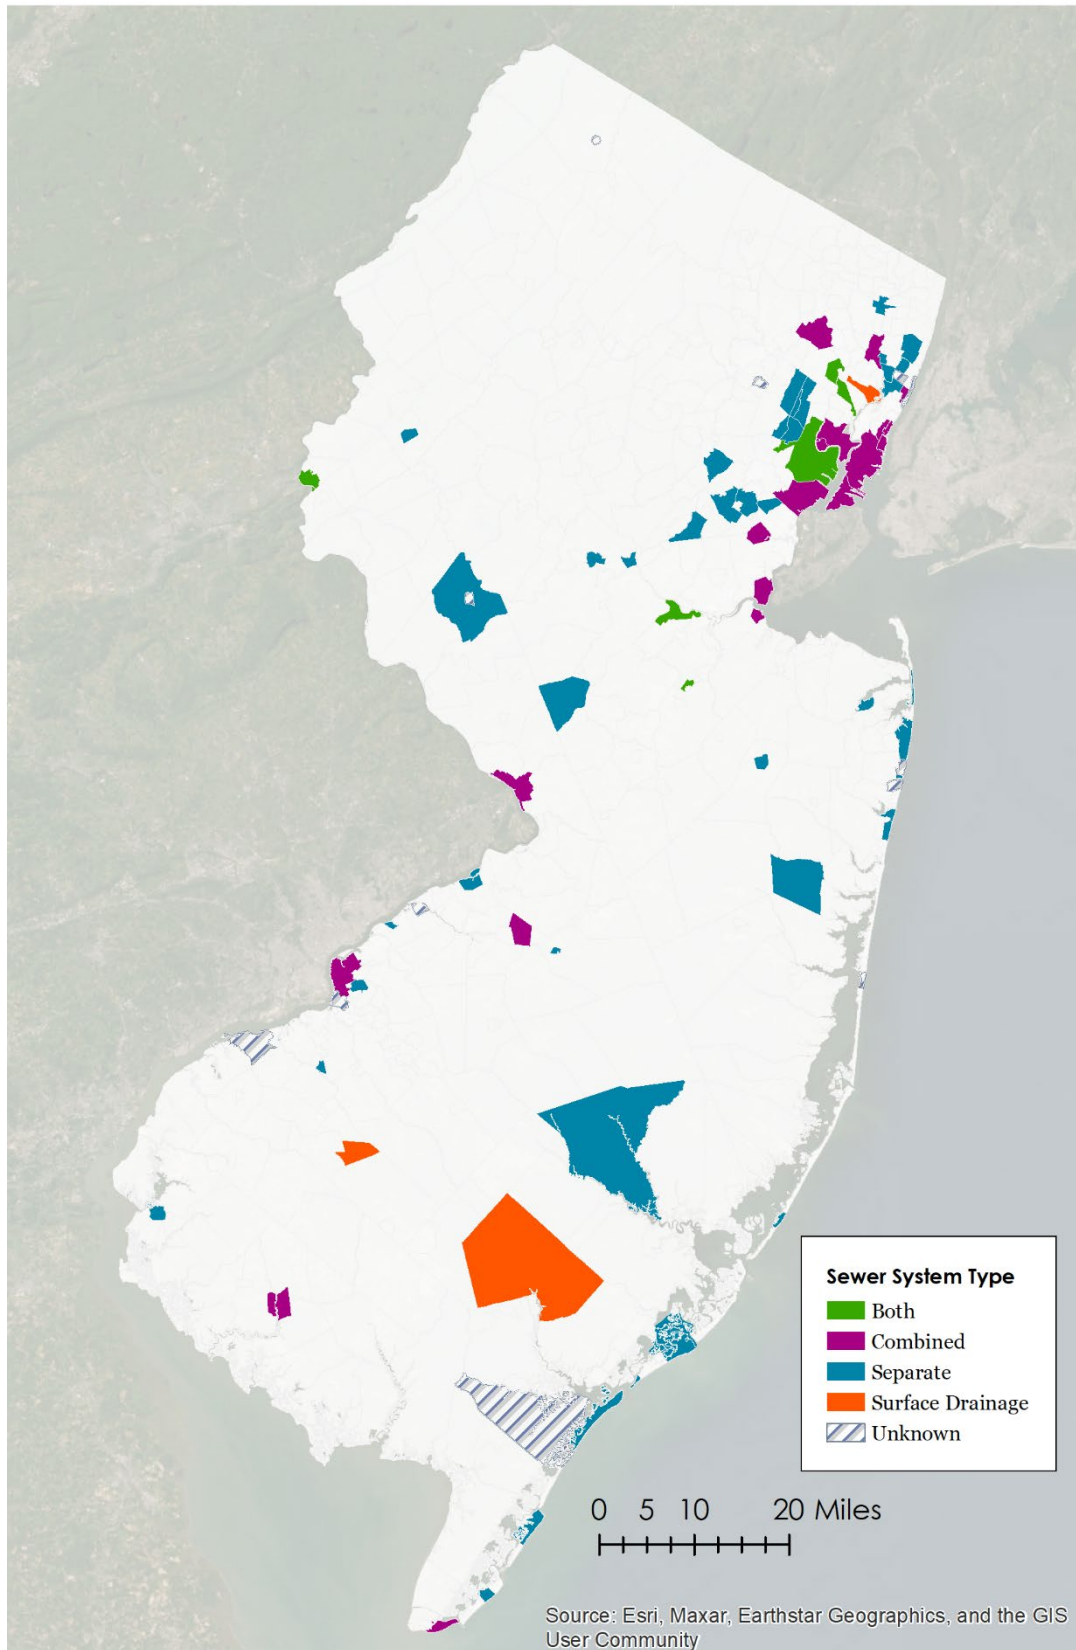 Sewer System Type
Both
Combined
Separate
Surface Drainage
Unknown
0 5 10 20 Miles
Source: Esri, Maxar, Earthstar Geographics, and the GIS
User Community